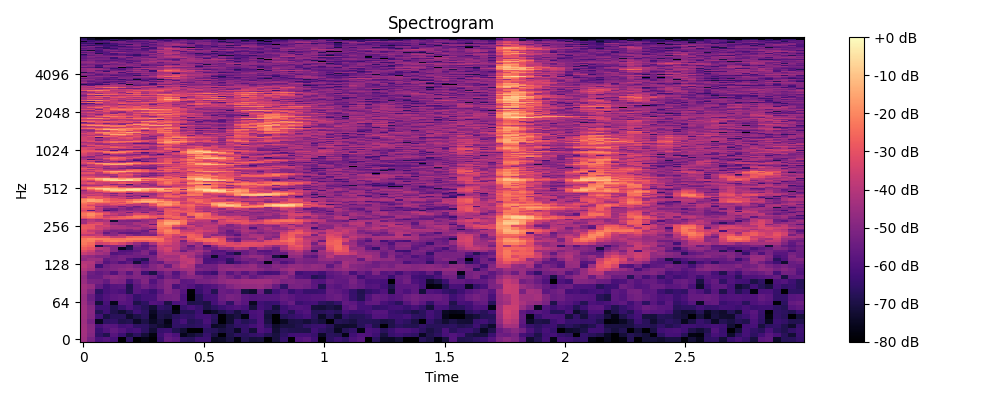 Spectrogram
Hz
4096
2048
1024
512
256
128
64
0
0
0.5
1
1.5
2
2.5
Time
+0 dB
-10 dB
-20 dB
-30 dB
-40 dB
-50 dB
-60 dB
-70 dB
-80 dB